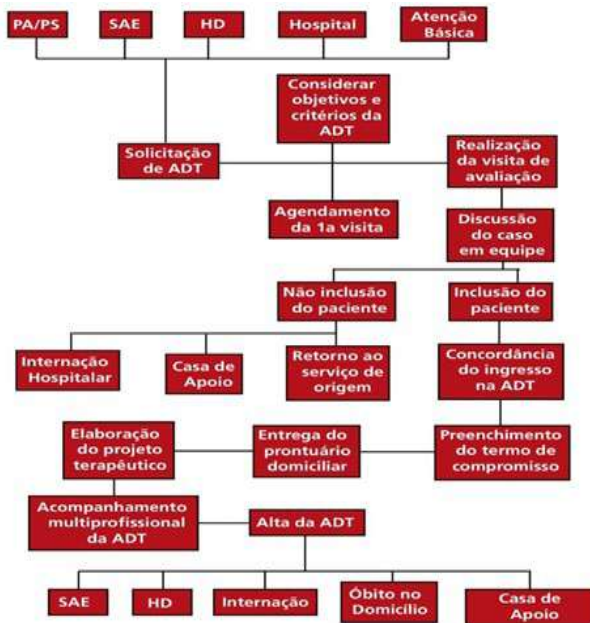 PA/PS
SAE
HD
Hospital
Atenção
Básica
Considerar
objetivos e
critérios da
ADT
Solicitação
de ADT
Realização
da visita de
avaliação
Agendamento
da 1a visita
Discussão
do caso
em equipe
Não inclusão
do paciente
Inclusão do
paciente
Internação
Hospitalar
Casa de
Apoio
Retorno ao
serviço de
origem
Concordância
do ingresso
na ADT
Elaboração
do projeto
terapêutico
Entrega do
prontuário
domiciliar
Preenchimento
do termo de
compromisso
Acompanhamento
multiprofissional
da ADT
Alta da ADT
SAE
HD
Internação
Óbito no
Domicílio
Casa de
Apoio